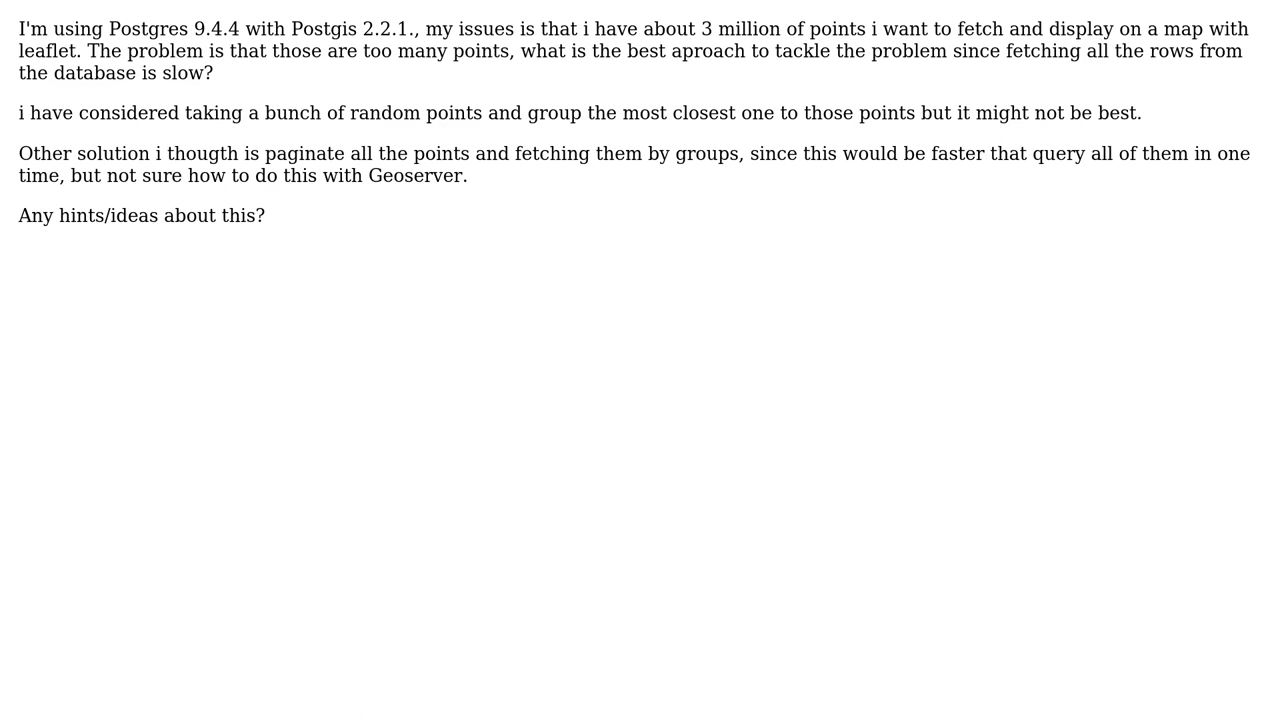 I'm using Postgres 9.4.4 with Postgis 2.2.1., my issues is that i have about 3 million of points i want to fetch and display on a map with
leaflet. The problem is that those are too many points, what is the best aproach to tackle the problem since fetching all the rows from
the database is slow?
i have considered taking a bunch of random points and group the most closest one to those points but it might not be best.
Other solution i thougth is paginate all the points and fetching them by groups, since this would be faster that query all of them in one
time, but not sure how to do this with Geoserver.
Any hints/ideas about this?